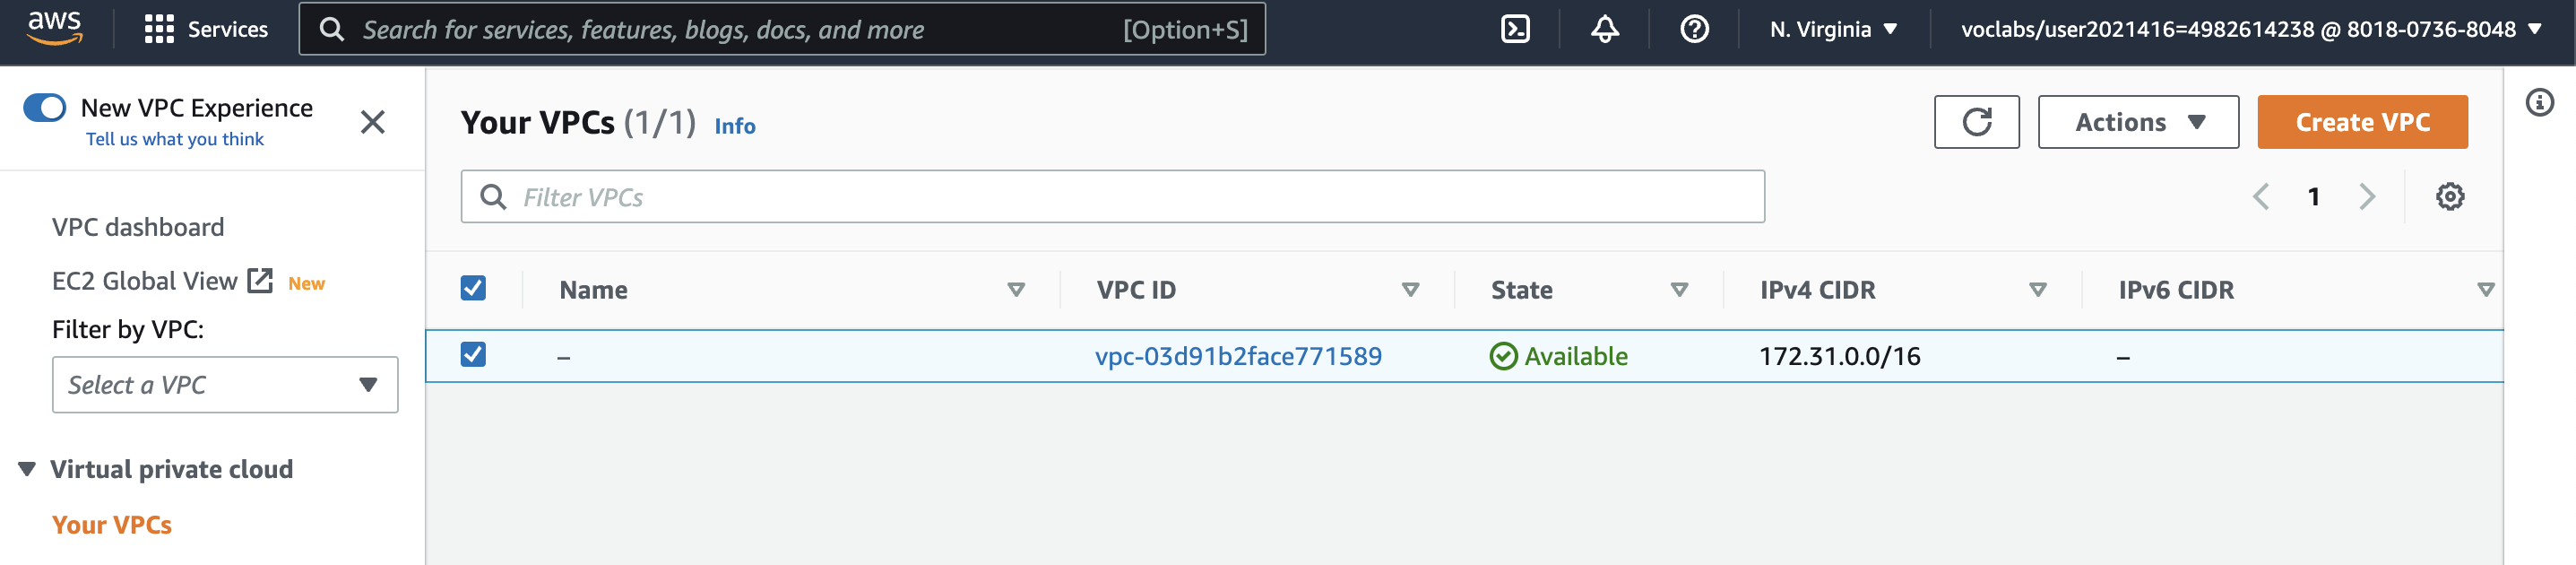 aws
Services
Search for services, features, blogs, docs, and more [Option+S]
N. Virginia
voclabs/user2021416=4982614238 @ 8018-0736-8048
New VPC Experience
Tell us what you think
VPC dashboard
EC2 Global View New
Filter by VPC:
Select a VPC
Virtual private cloud
Your VPCs
Your VPCs (1/1) Info
Actions
Create VPC
Filter VPCs
1
Name VPC ID State IPv4 CIDR IPv6 CIDR
– vpc-03d91b2face771589 Available 172.31.0.0/16 –